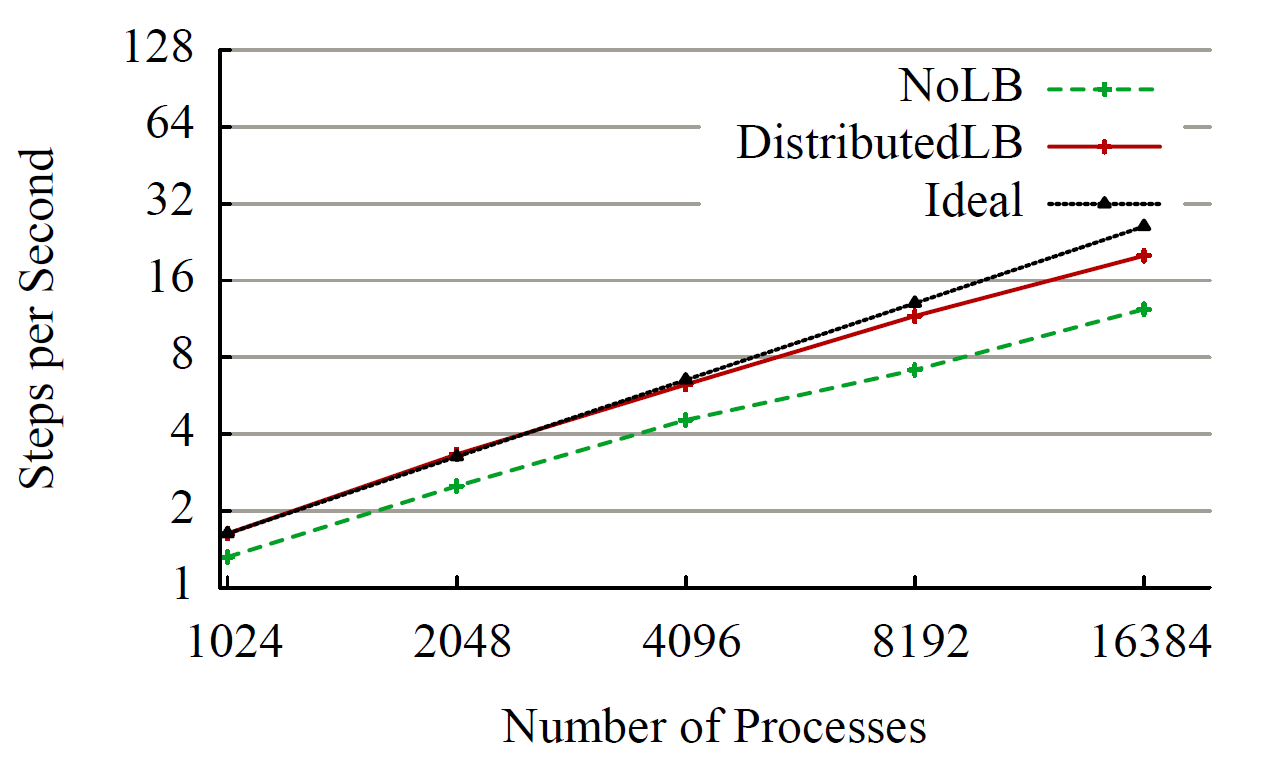 128
64
32
16
8
4
2
1
Steps per Second
NoLB
DistributedLB
Ideal
1024 2048 4096 8192 16384
Number of Processes